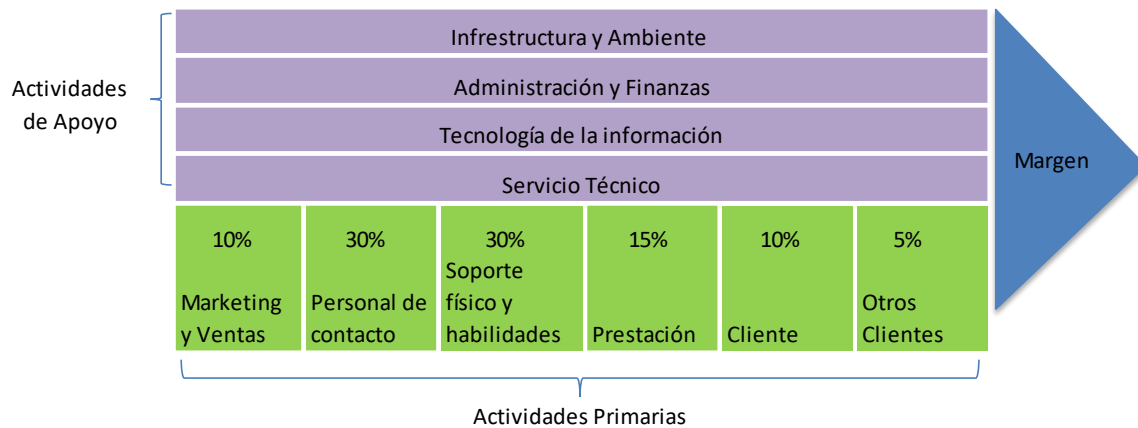 Infrestructura y Ambiente
Actividades
de Apoyo
Administración y Finanzas
Tecnología de la información
Servicio Técnico
Margen
10%
Marketing
y Ventas
30%
Personal de
contacto
30%
Soporte
físico y
habilidades
15%
Prestación
10%
Cliente
5%
Otros
Clientes
Actividades Primarias